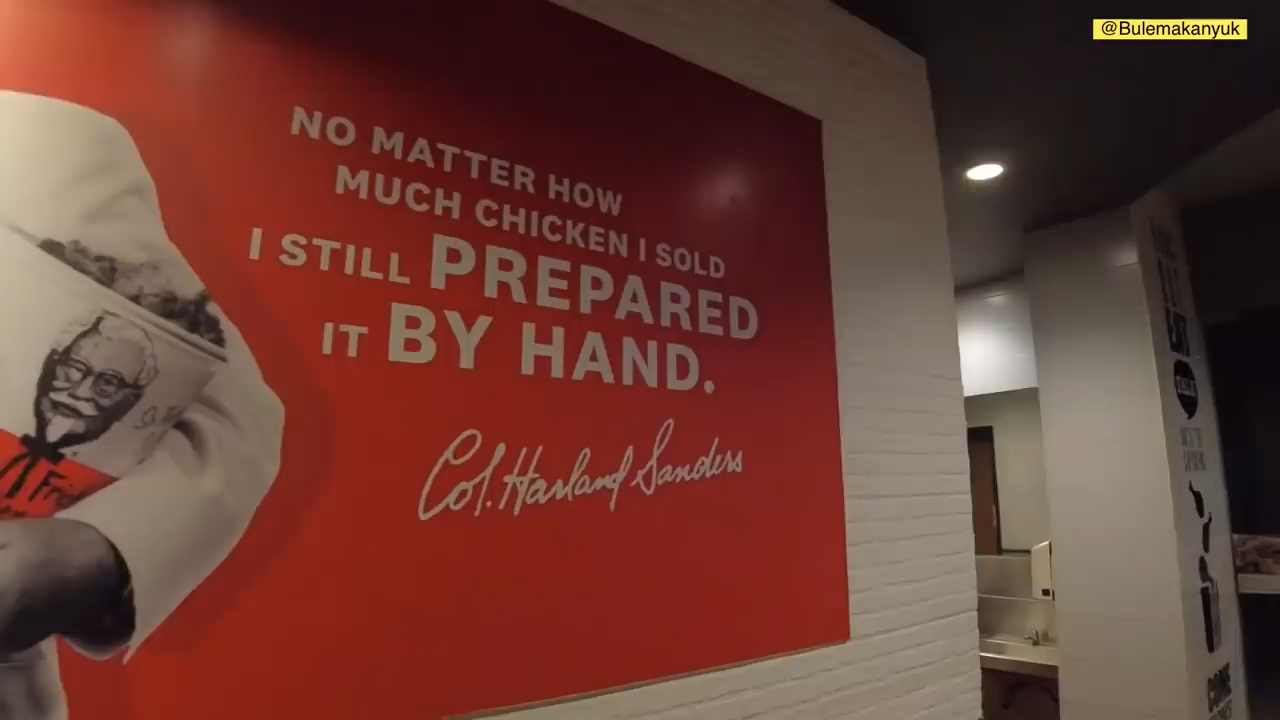 @Bulemakanyuk
NO MATTER HOW
MUCH CHICKEN I SOLD
I STILL PREPARED
IT BY HAND.
Col. Harland Sanders